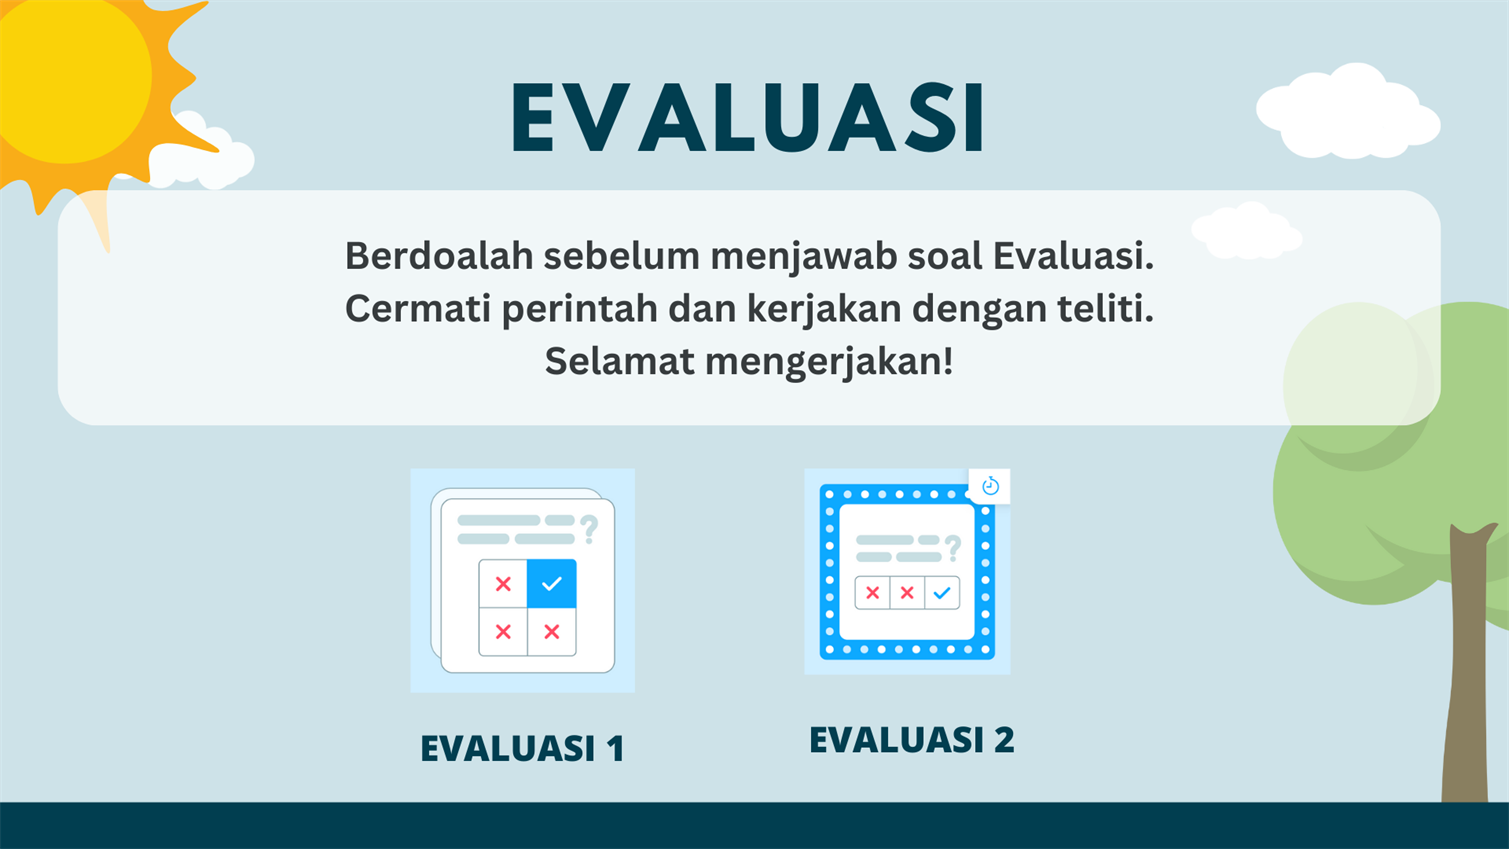 EVALUASI
Berdoalah sebelum menjawab soal Evaluasi.
Cermati perintah dan kerjakan dengan teliti.
Selamat mengerjakan!
?
?
EVALUASI 1
EVALUASI 2